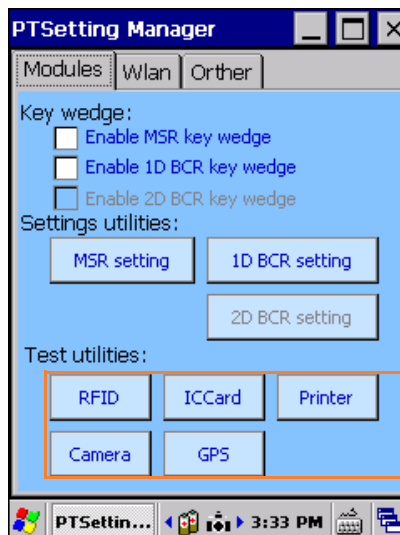 PTSetting Manager
Modules Wlan Orther
Key wedge:
Enable MSR key wedge
Enable 1D BCR key wedge
Enable 2D BCR key wedge
Settings utilities:
MSR setting 1D BCR setting
2D BCR setting
Test utilities:
RFID ICCard Printer
Camera GPS
PTSettin... 3:33 PM